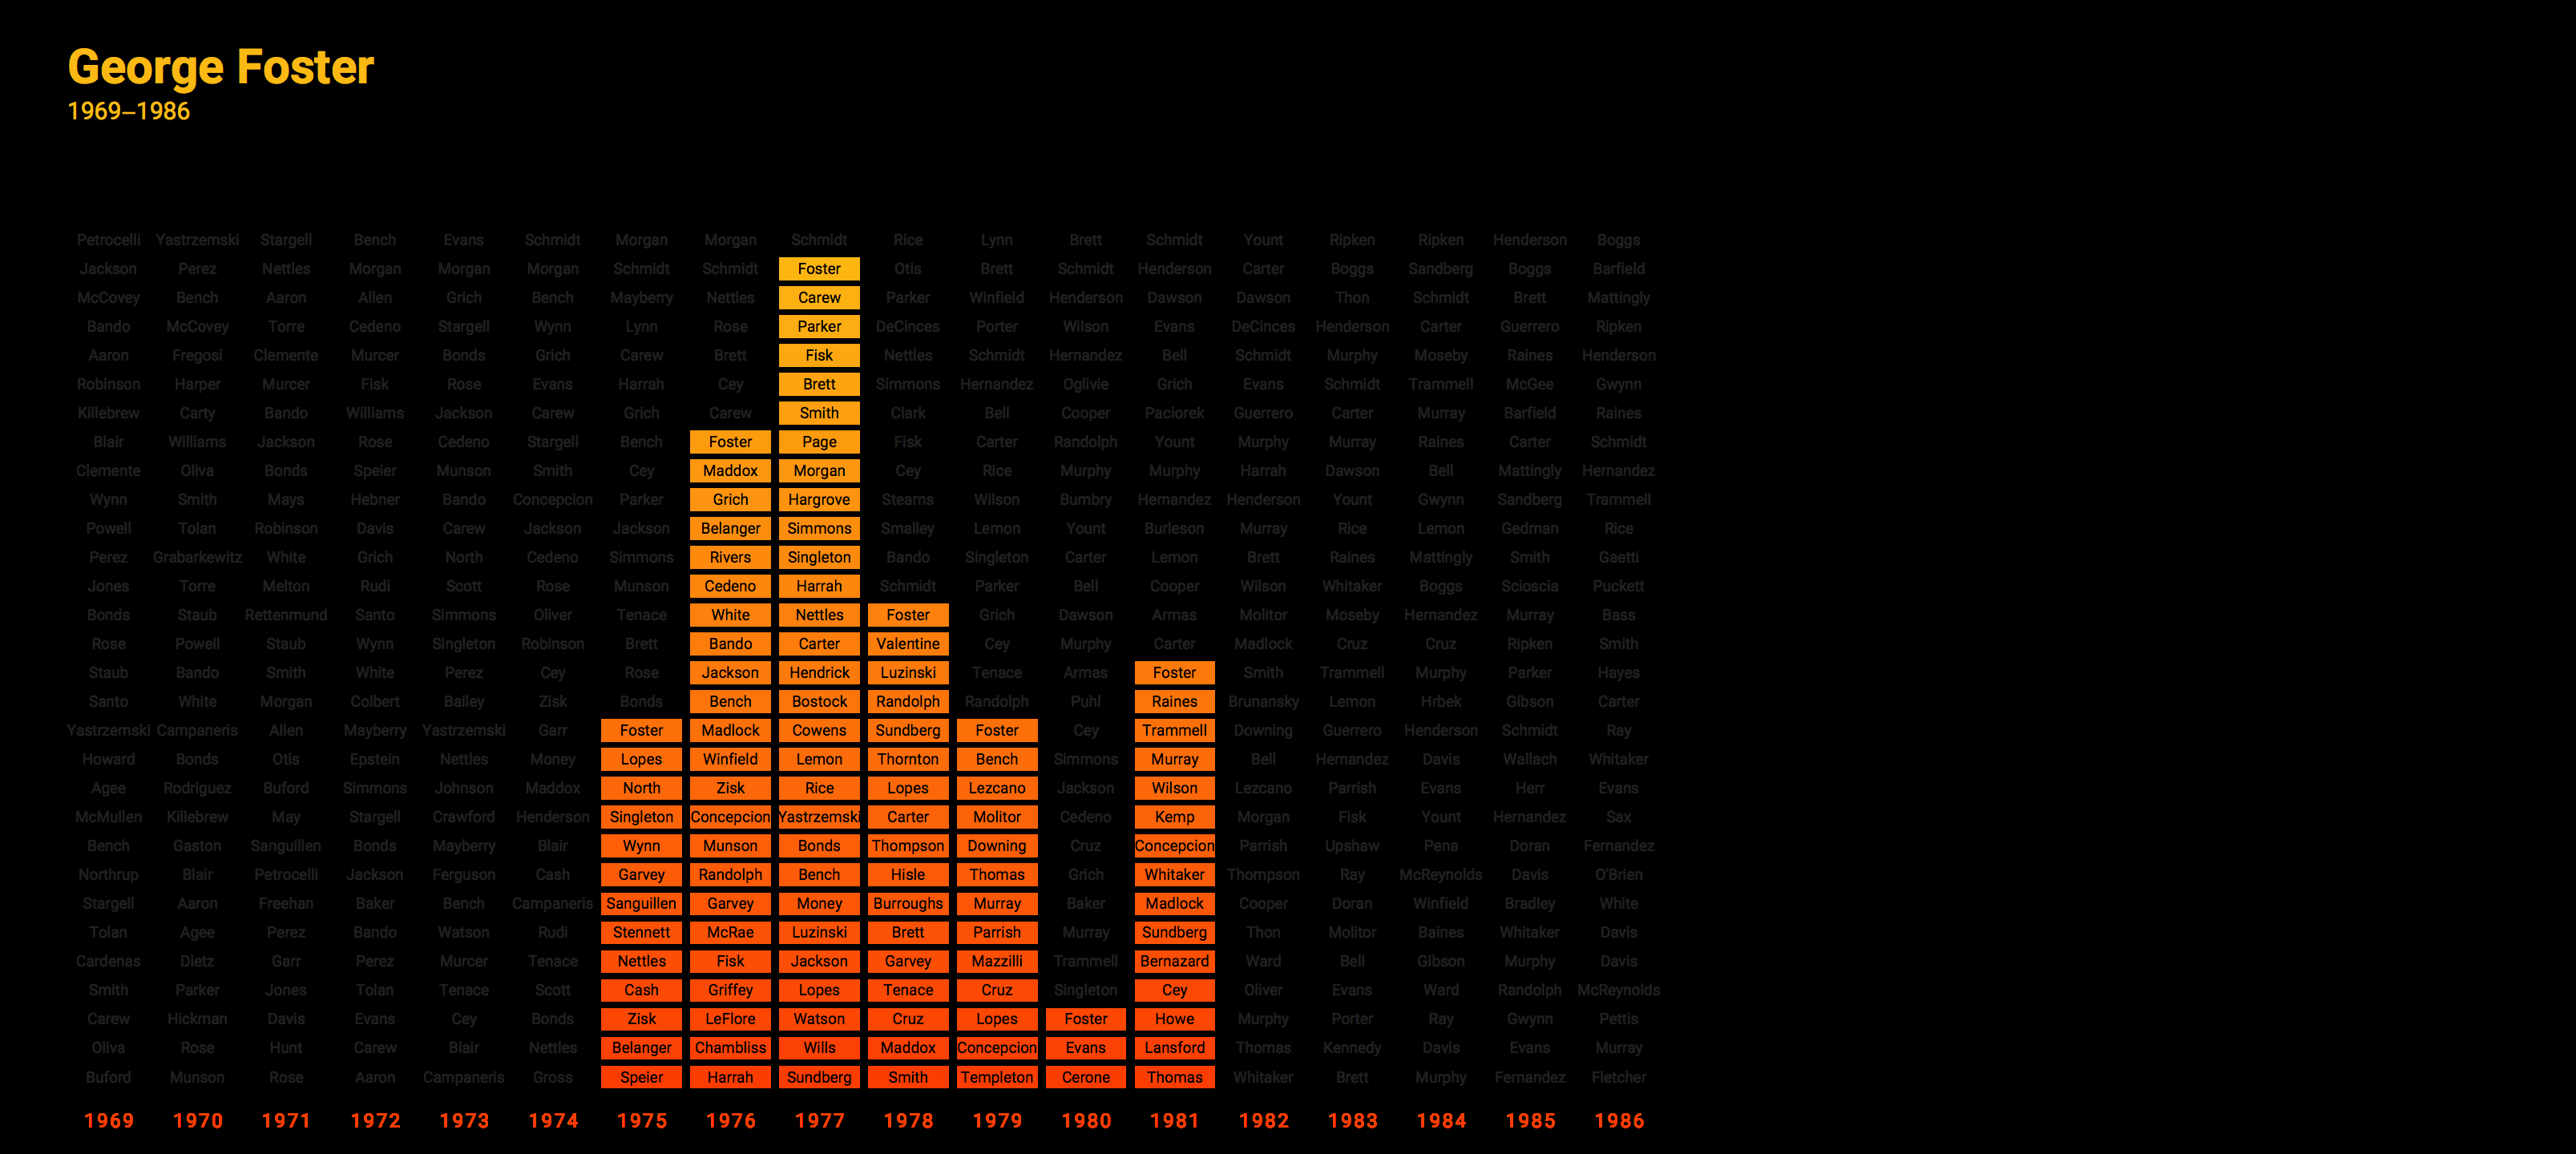 George Foster
1969–1986
Petrocelli Yastrzemski Stargell Bench Evans Schmidt Morgan Morgan Schmidt Rice Lynn Brett Schmidt Yount Ripken Ripken Henderson Boggs
Jackson Perez Nettles Morgan Morgan Morgan Schmidt Schmidt Foster Otis Brett Schmidt Henderson Carter Boggs Sandberg Boggs Barfield
McCovey Bench Aaron Allen Grich Bench Mayberry Nettles Carew Parker Winfield Henderson Dawson Dawson Thon Schmidt Brett Mattingly
Bando McCovey Torre Cedeno Stargell Wynn Lynn Rose Parker DeCinces Porter Wilson Evans DeCinces Henderson Carter Guerrero Ripken
Aaron Fregosi Clemente Murcer Bonds Grich Carew Brett Fisk Nettles Schmidt Hernandez Bell Schmidt Murphy Moseby Raines Henderson
Robinson Harper Murcer Fisk Rose Evans Harrah Cey Brett Simmons Hernandez Oglivie Grich Evans Schmidt Trammell McGee Gwynn
Killebrew Carty Bando Williams Jackson Carew Grich Carew Smith Clark Bell Cooper Paciorek Guerrero Carter Murray Barfield Raines
Blair Williams Jackson Rose Cedeno Stargell Bench Foster Page Fisk Carter Randolph Yount Murphy Murray Raines Carter Schmidt
Clemente Oliva Bonds Speier Munson Smith Cey Maddox Morgan Cey Rice Murphy Murphy Harrah Dawson Bell Mattingly Hernandez
Wynn Smith Mays Hebner Bando Concepcion Parker Grich Hargrove Stearns Wilson Bumbry Hernandez Henderson Yount Gwynn Sandberg Trammell
Powell Tolan Robinson Davis Carew Jackson Jackson Belanger Simmons Smalley Lemon Yount Burleson Murray Rice Lemon Gedman Rice
Perez Grabarkewitz White Grich North Cedeno Simmons Rivers Singleton Bando Singleton Carter Lemon Brett Raines Mattingly Smith Gaetti
Jones Torre Melton Rudi Scott Rose Munson Cedeno Harrah Schmidt Parker Bell Cooper Wilson Whitaker Boggs Scioscia Puckett
Bonds Staub Rettenmund Santo Simmons Oliver Tenace White Nettles Foster Grich Dawson Armas Molitor Moseby Hernandez Murray Bass
Rose Powell Staub Wynn Singleton Robinson Brett Bando Carter Valentine Cey Murphy Carter Madlock Cruz Cruz Ripken Smith
Staub Bando Smith White Perez Cey Rose Jackson Hendrick Luzinski Tenace Armas Foster Smith Trammell Murphy Parker Hayes
Santo White Morgan Colbert Bailey Zisk Bonds Bench Bostock Randolph Randolph Puhl Raines Brunansky Lemon Hrbek Gibson Carter
Yastrzemski Campaneris Allen Mayberry Yastrzemski Garr Foster Madlock Cowens Sundberg Foster Cey Trammell Downing Guerrero Henderson Schmidt Ray
Howard Bonds Otis Epstein Nettles Money Lopes Winfield Lemon Thornton Bench Simmons Murray Bell Hernandez Davis Wallach Whitaker
Agee Rodriguez Buford Simmons Johnson Maddox North Zisk Rice Lopes Lezcano Jackson Wilson Lezcano Parrish Evans Herr Evans
McMullen Killebrew May Stargell Crawford Henderson Singleton Concepcion Yastrzemski Carter Molitor Cedeno Kemp Morgan Fisk Yount Hernandez Sax
Bench Gaston Sanguillen Bonds Mayberry Blair Wynn Munson Bonds Thompson Downing Cruz Concepcion Parrish Upshaw Pena Doran Fernandez
Northrup Blair Petrocelli Jackson Ferguson Cash Garvey Randolph Bench Hisle Thomas Grich Whitaker Thompson Ray McReynolds Davis O'Brien
Stargell Aaron Freehan Baker Bench Campaneris Sanguillen Garvey Money Burroughs Murray Baker Madlock Cooper Doran Winfield Bradley White
Tolan Agee Perez Bando Watson Rudi Stennett McRae Luzinski Brett Parrish Murray Sundberg Thon Molitor Baines Whitaker Davis
Cardenas Dietz Garr Perez Murcer Tenace Nettles Fisk Jackson Garvey Mazzilli Trammell Bernazard Ward Bell Gibson Murphy Davis
Smith Parker Jones Tolan Tenace Scott Cash Griffey Lopes Tenace Cruz Singleton Cey Oliver Evans Ward Randolph McReynolds
Carew Hickman Davis Evans Cey Bonds Zisk LeFlore Watson Cruz Lopes Foster Howe Murphy Porter Ray Gwynn Pettis
Oliva Rose Hunt Carew Blair Nettles Belanger Chambliss Wills Maddox Concepcion Evans Lansford Thomas Kennedy Davis Evans Murray
Buford Munson Rose Aaron Campaneris Gross Speier Harrah Sundberg Smith Templeton Cerone Thomas Whitaker Brett Murphy Fernandez Fletcher
1969 1970 1971 1972 1973 1974 1975 1976 1977 1978 1979 1980 1981 1982 1983 1984 1985 1986